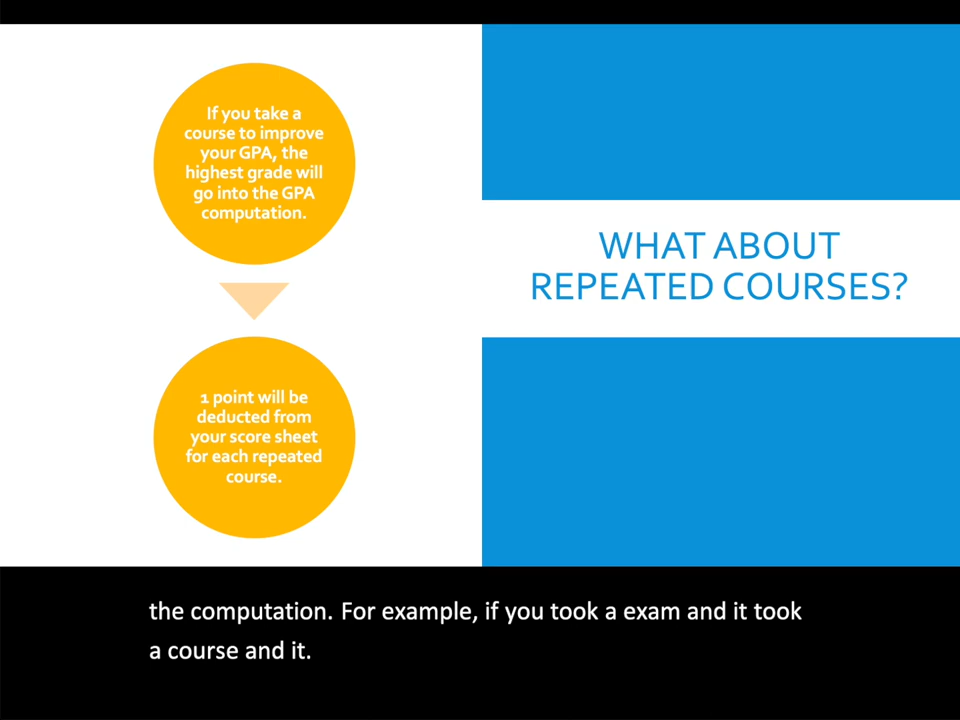 If you take a
course to improve
your GPA, the
highest grade will
go into the GPA
computation.
1 point will be
deducted from
your score sheet
for each repeated
course.
WHAT ABOUT
REPEATED COURSES?
the computation. For example, if you took a exam and it took
a course and it.